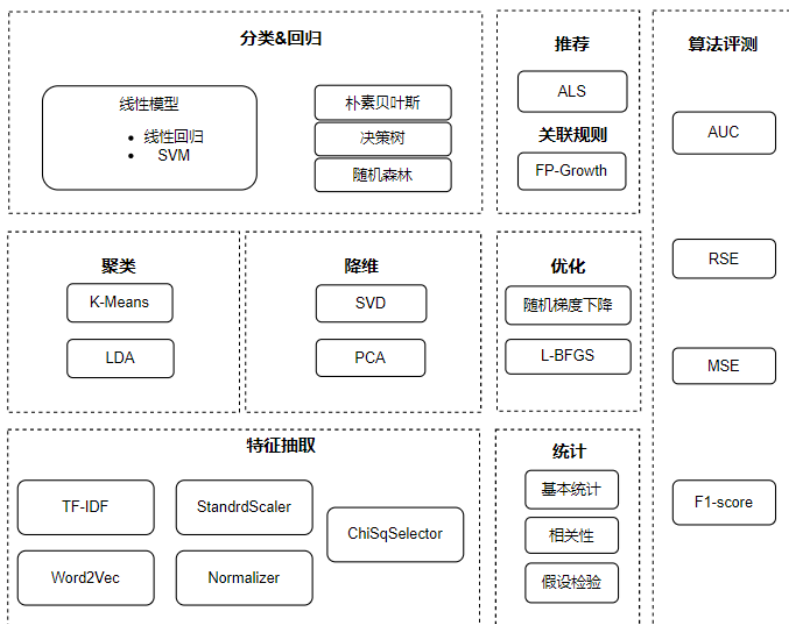 分类&回归
线性模型
• 线性回归
• SVM
朴素贝叶斯
决策树
随机森林
推荐
ALS
关联规则
FP-Growth
算法评测
AUC
RSE
MSE
F1-score
聚类
K-Means
LDA
降维
SVD
PCA
优化
随机梯度下降
L-BFGS
特征抽取
TF-IDF
StandrdScaler
ChiSqSelector
Word2Vec
Normalizer
统计
基本统计
相关性
假设检验